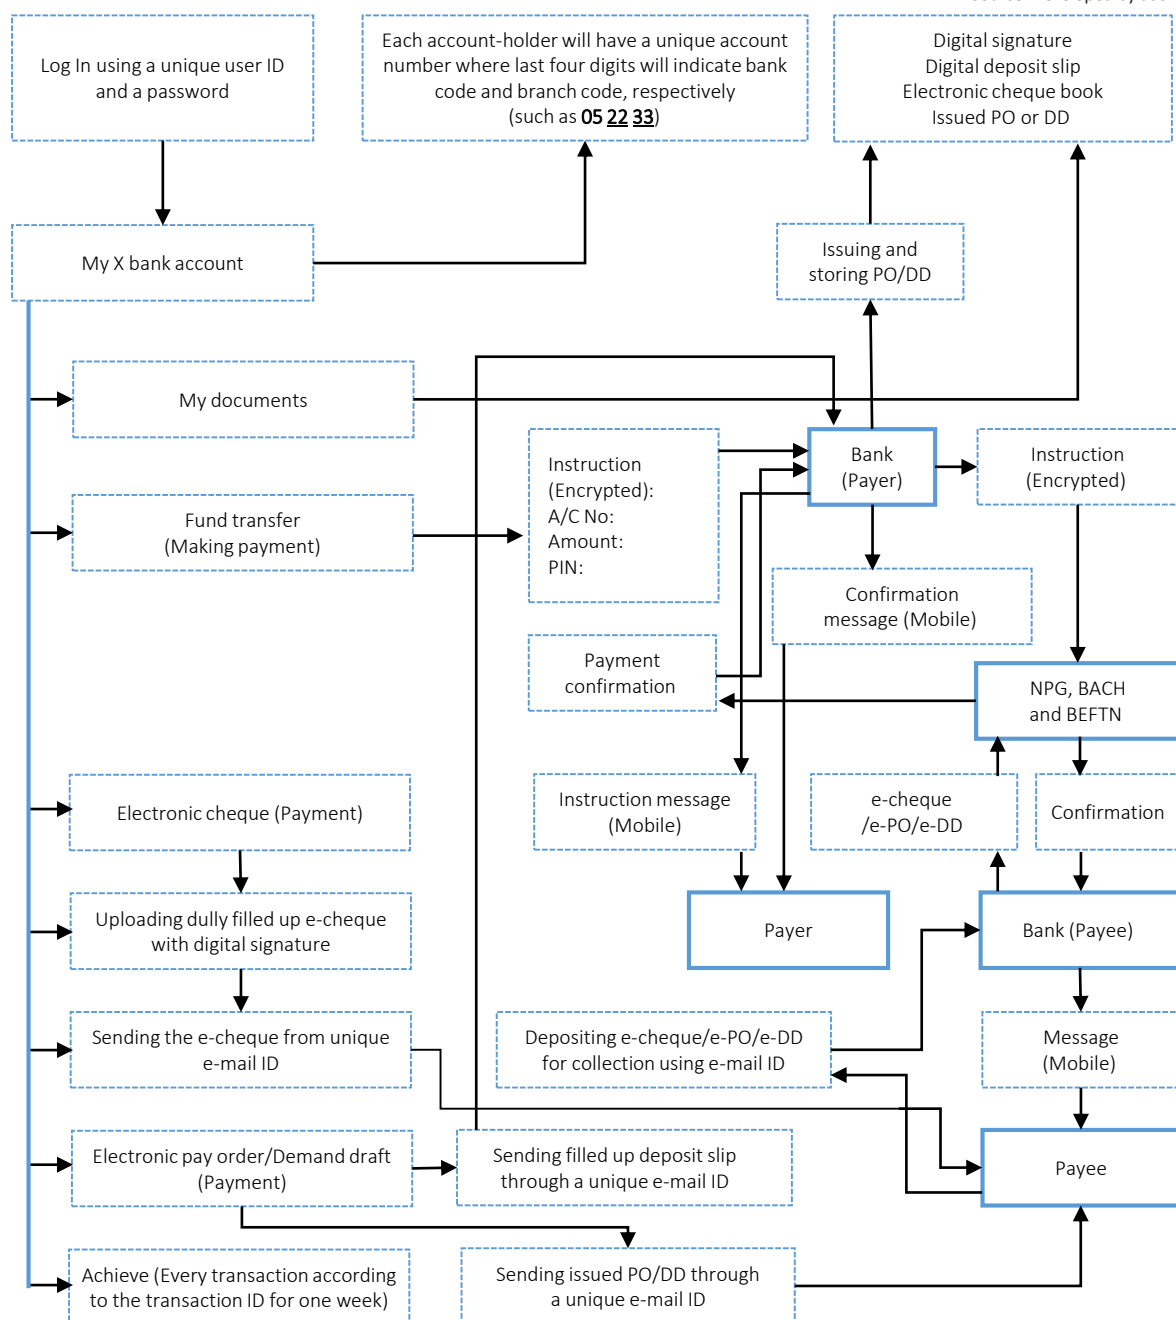 Log In using a unique user ID
and a password
Each account-holder will have a unique account
number where last four digits will indicate bank
code and branch code, respectively
(such as 05 22 33)
Digital signature
Digital deposit slip
Electronic cheque book
Issued PO or DD
My X bank account
Issuing and
storing PO/DD
My documents
Fund transfer
(Making payment)
Instruction
(Encrypted):
A/C No:
Amount:
PIN:
Bank
(Payer)
Instruction
(Encrypted)
Confirmation
message (Mobile)
Payment
confirmation
NPG, BACH
and BEFTN
Electronic cheque (Payment)
Instruction message
(Mobile)
e-cheque
/e-PO/e-DD
Confirmation
Uploading dully filled up e-cheque
with digital signature
Payer
Bank (Payee)
Sending the e-cheque from unique
e-mail ID
Depositing e-cheque/e-PO/e-DD
for collection using e-mail ID
Message
(Mobile)
Electronic pay order/Demand draft
(Payment)
Sending filled up deposit slip
through a unique e-mail ID
Payee
Achieve (Every transaction according
to the transaction ID for one week)
Sending issued PO/DD through
a unique e-mail ID